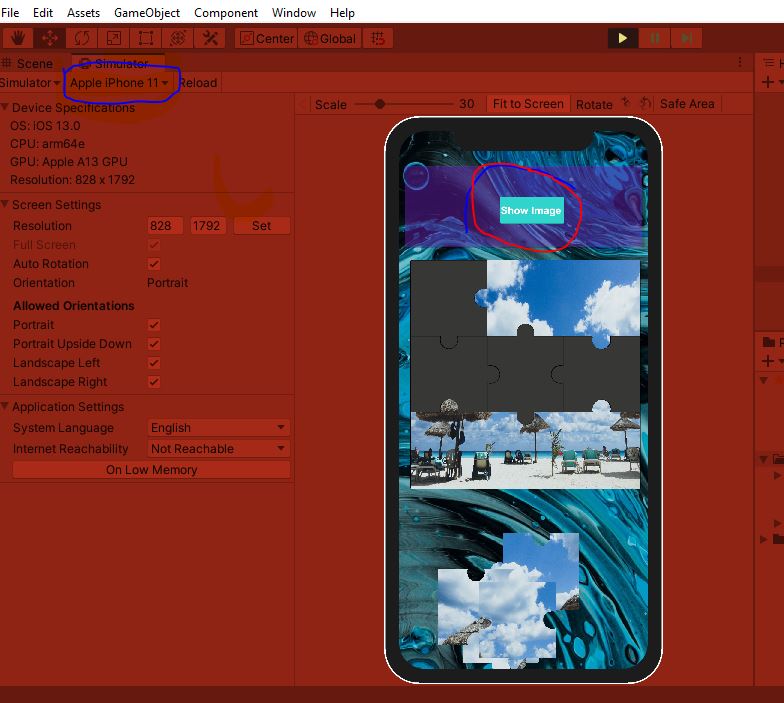 File Edit Assets GameObject Component Window Help
Center Global
Scene Simulator
Simulator Apple iPhone 11 Reload
Scale 30 Fit to Screen Rotate Safe Area
Device Specifications
OS: iOS 13.0
CPU: arm64e
GPU: Apple A13 GPU
Resolution: 828 x 1792
Screen Settings
Resolution 828 1792 Set
Full Screen
Auto Rotation
Orientation Portrait
Allowed Orientations
Portrait
Portrait Upside Down
Landscape Left
Landscape Right
Application Settings
System Language English
Internet Reachability Not Reachable
On Low Memory
Show Image